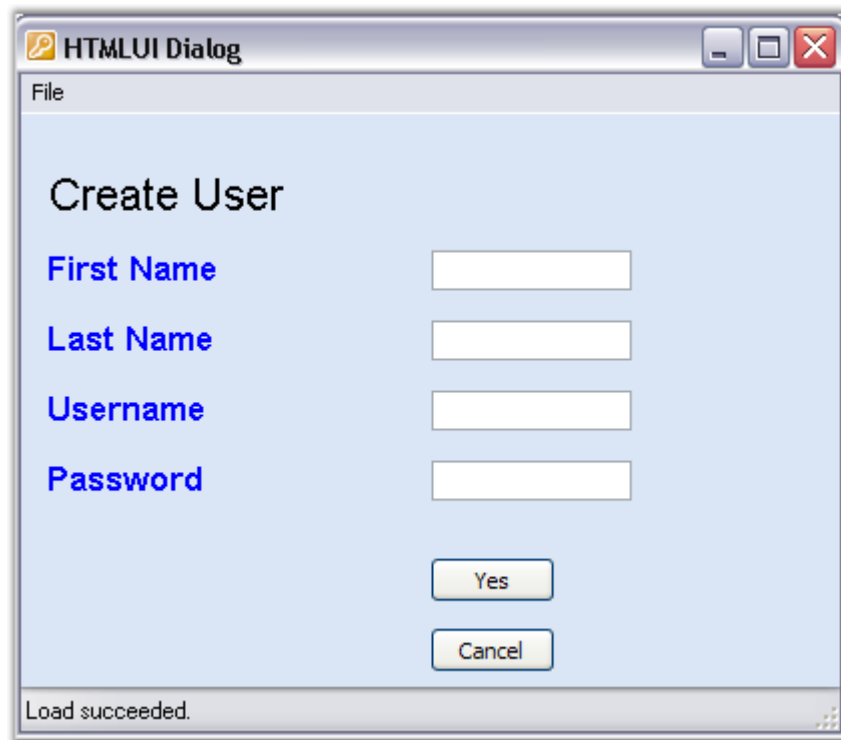 HTMLUI Dialog
File
Create User
First Name
Last Name
Username
Password
Yes
Cancel
Load succeeded.